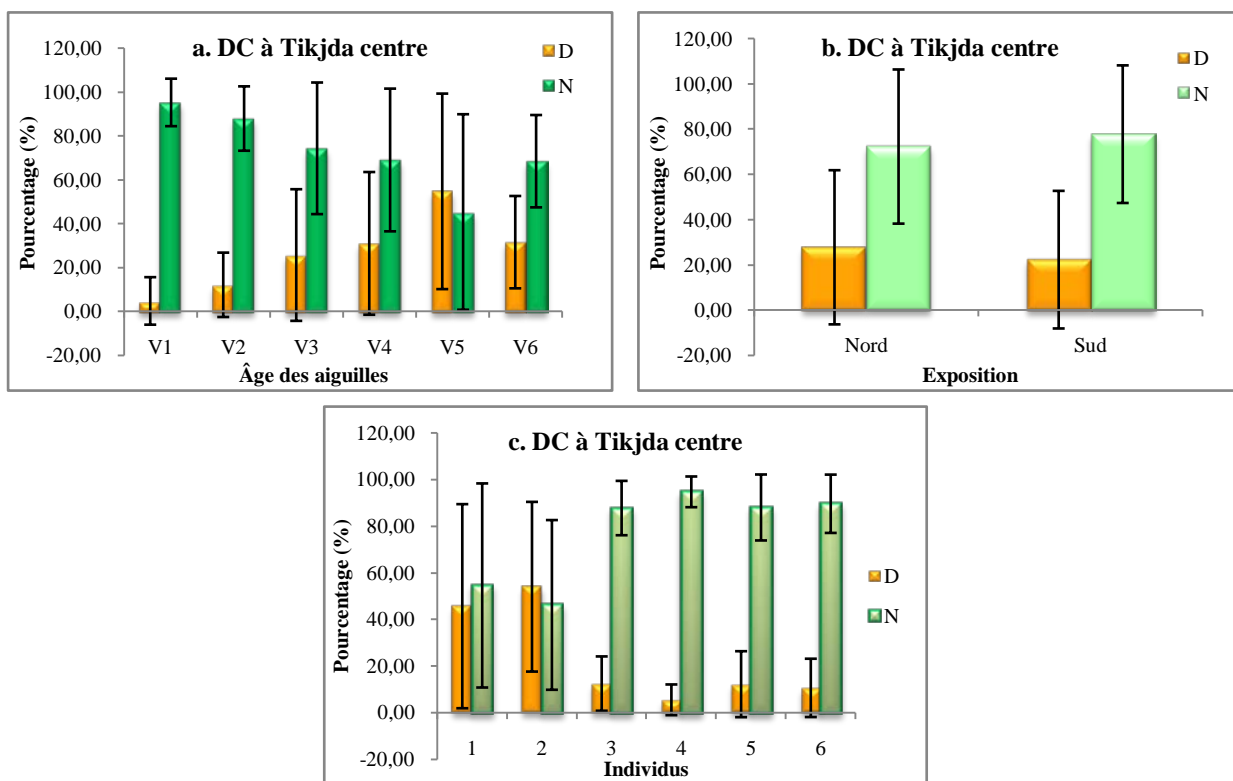 a. DC à Tikjda centre
D
N
120,00
100,00
80,00
60,00
40,00
20,00
0,00
-20,00
Pourcentage (%)
V1 V2 V3 V4 V5 V6
Âge des aiguilles
b. DC à Tikjda centre
D
N
120,00
100,00
80,00
60,00
40,00
20,00
0,00
-20,00
Pourcentage (%)
Nord Sud
Exposition
c. DC à Tikjda centre
D
N
120,00
100,00
80,00
60,00
40,00
20,00
0,00
-20,00
Pourcentage (%)
1 2 3 4 5 6
Individus